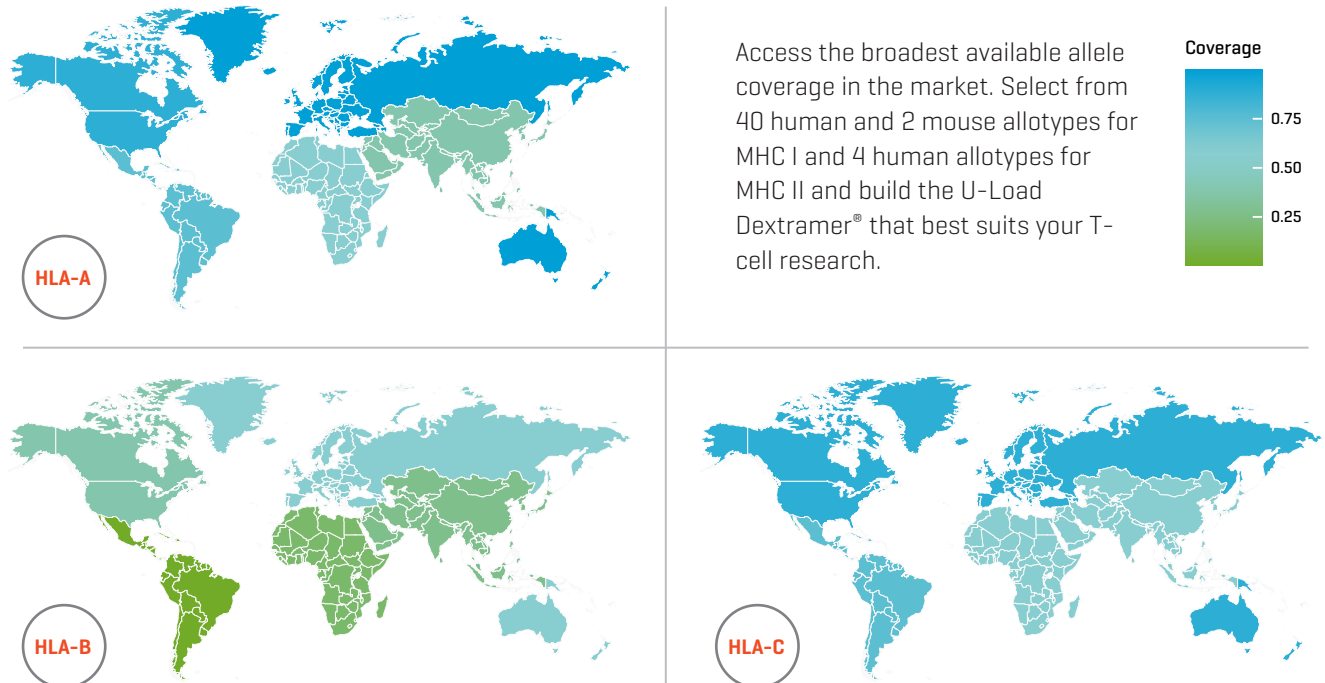 Access the broadest available allele
coverage in the market. Select from
40 human and 2 mouse allotypes for
MHC I and 4 human allotypes for
MHC II and build the U-Load
Dextramer® that best suits your T-
cell research.
Coverage
0.75
0.50
0.25
HLA-A
HLA-B
HLA-C